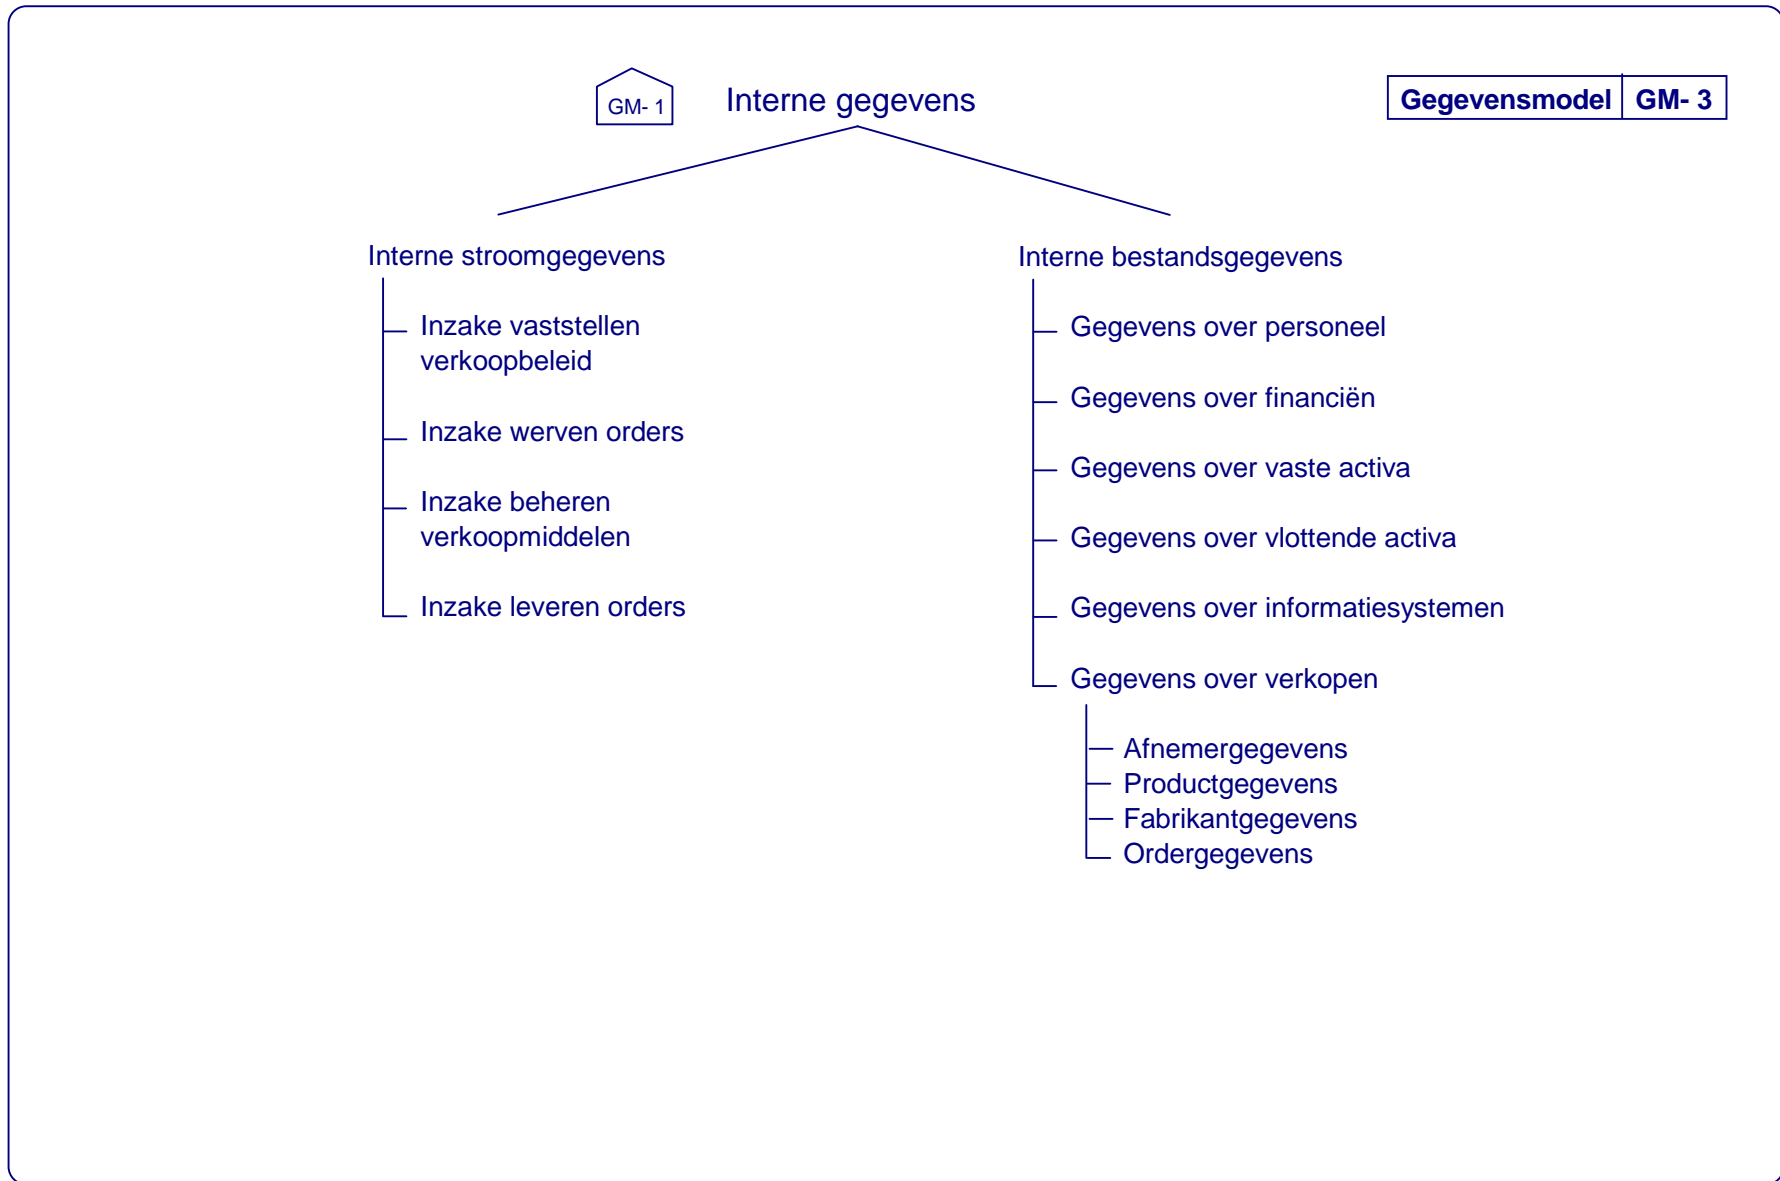 GM- 1
Interne gegevens
Gegevensmodel GM- 3
Interne stroomgegevens
Inzake vaststellen
verkoopbeleid
Inzake werven orders
Inzake beheren
verkoopmiddelen
Inzake leveren orders
Interne bestandsgegevens
Gegevens over personeel
Gegevens over financiën
Gegevens over vaste activa
Gegevens over vlottende activa
Gegevens over informatiesystemen
Gegevens over verkopen
Afnemergegevens
Productgegevens
Fabrikantgegevens
Ordergegevens